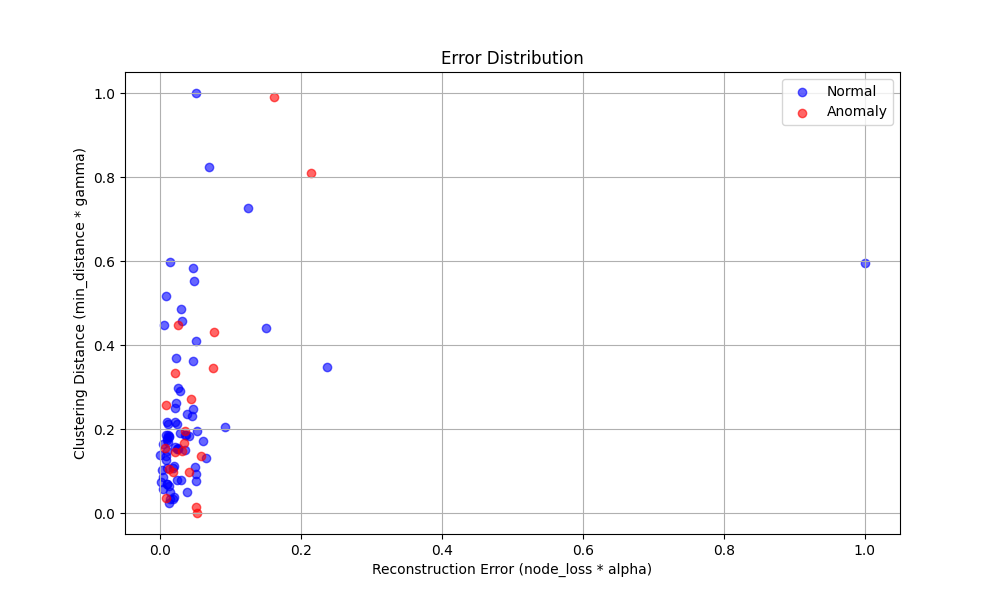 Error Distribution
Normal
Anomaly
Clustering Distance (min_distance * gamma)
1.0
0.8
0.6
0.4
0.2
0.0
0.0 0.2 0.4 0.6 0.8 1.0
Reconstruction Error (node_loss * alpha)